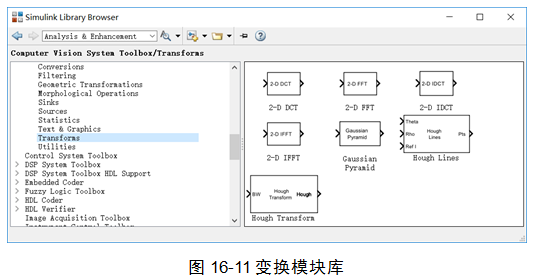 Simulink Library Browser
Analysis & Enhancement
Computer Vision System Toolbox/Transforms
Conversions
Filtering
Geometric Transformations
Morphological Operations
Sinks
Sources
Statistics
Text & Graphics
Transforms
Utilities
Control System Toolbox
DSP System Toolbox
DSP System Toolbox HDL Support
Embedded Coder
Fuzzy Logic Toolbox
HDL Coder
HDL Verifier
Image Acquisition Toolbox
Instrument Control Toolbox
2-D DCT
2-D DCT
2-D FFT
2-D FFT
2-D IDCT
2-D IDCT
2-D IFFT
2-D IFFT
Gaussian
Pyramid
Gaussian
Pyramid
Theta
Rho
Ref I
Hough
Lines
Pts
Hough Lines
BW
Hough
Transform
Hough
Hough Transform
图 16-11 变换模块库